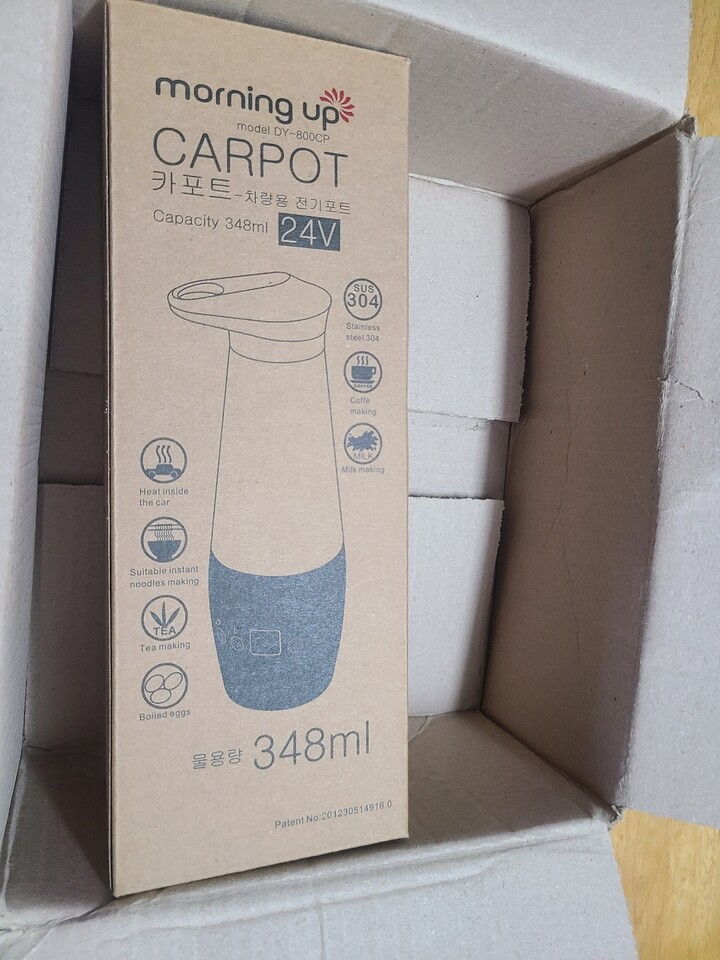 morning up
model DY-800CP
CARPOT
카포트-차량용 전기포트
Capacity 348ml 24V
SUS
304
Stainless
steel 304
COFFEE
Coffe
making
MILK
Milk making
Heat inside
the car
Suitable instant
noodles making
TEA
Tea making
Boiled eggs
물용량 348ml
Patent No:201230514916.0